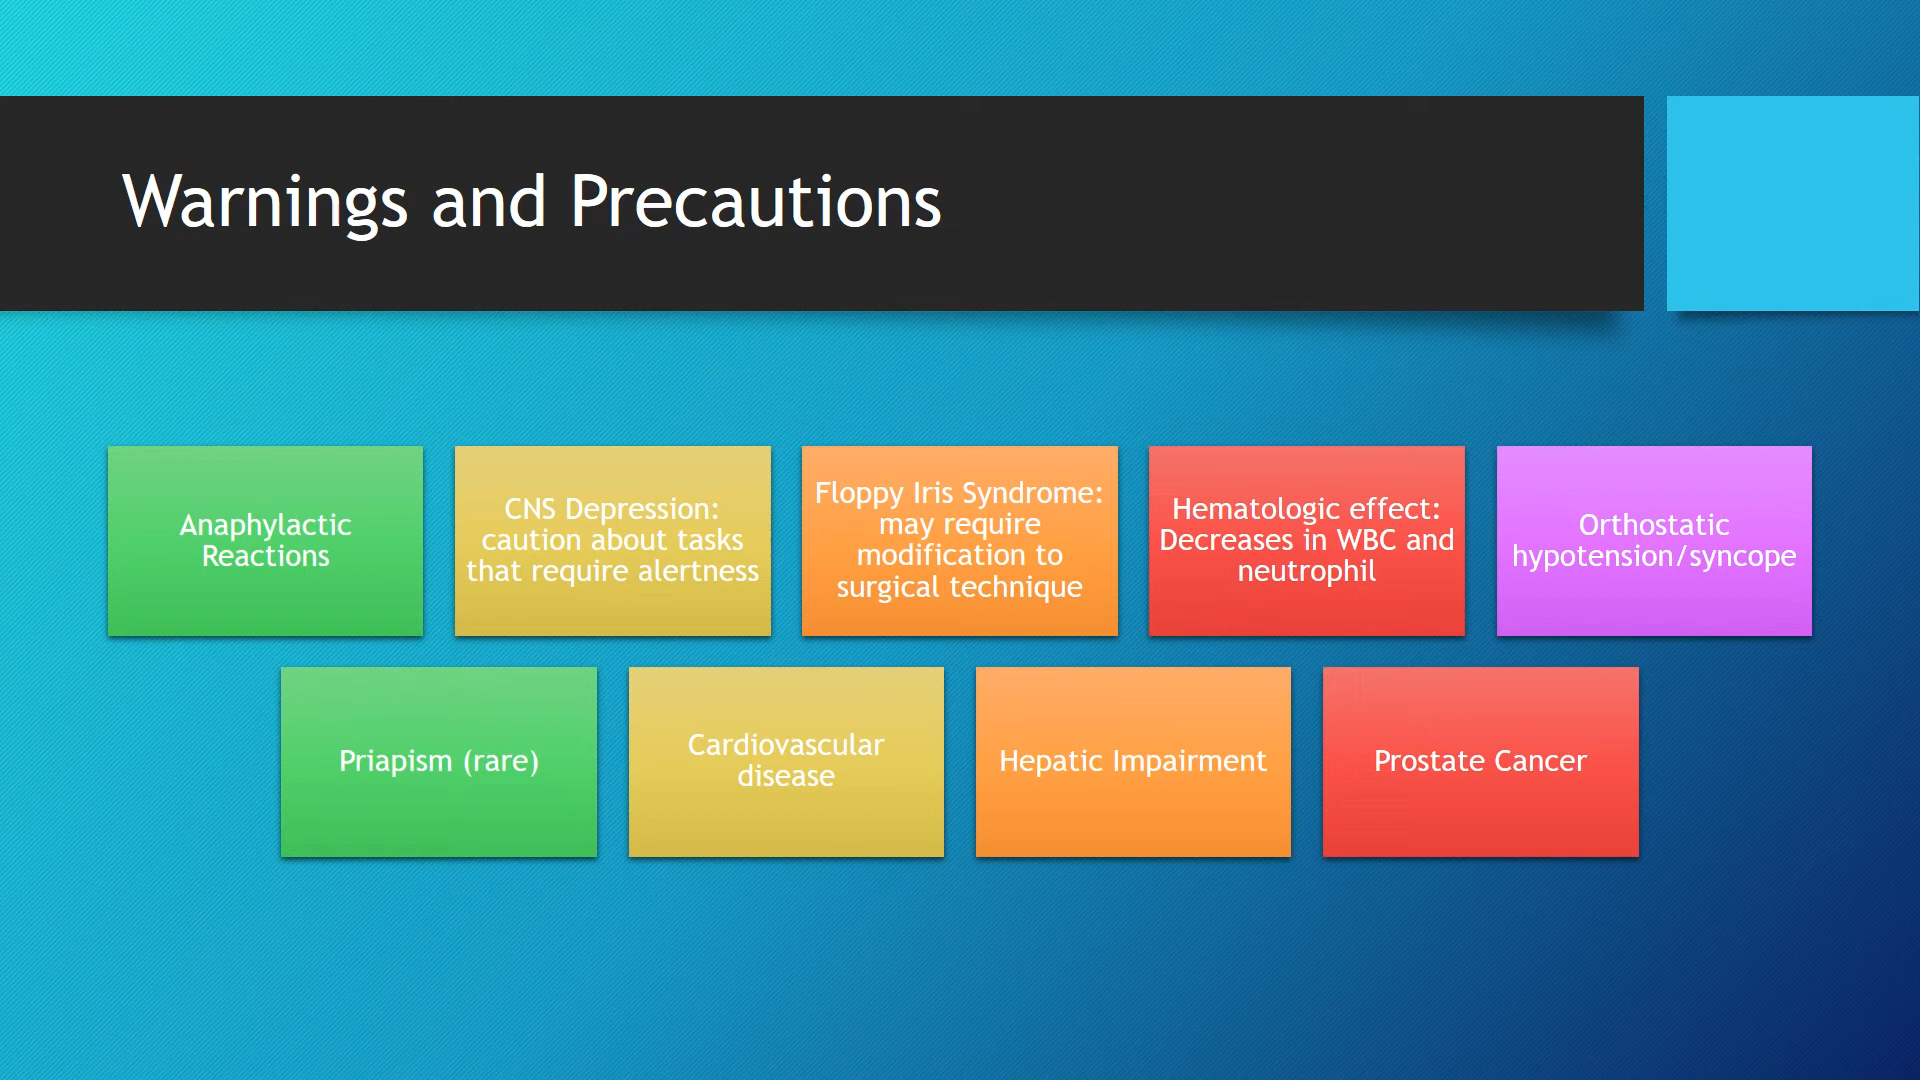 Warnings and Precautions
Anaphylactic
Reactions
CNS Depression:
caution about tasks
that require alertness
Floppy Iris Syndrome:
may require
modification to
surgical technique
Hematologic effect:
Decreases in WBC and
neutrophil
Orthostatic
hypotension/syncope
Priapism (rare)
Cardiovascular
disease
Hepatic Impairment
Prostate Cancer